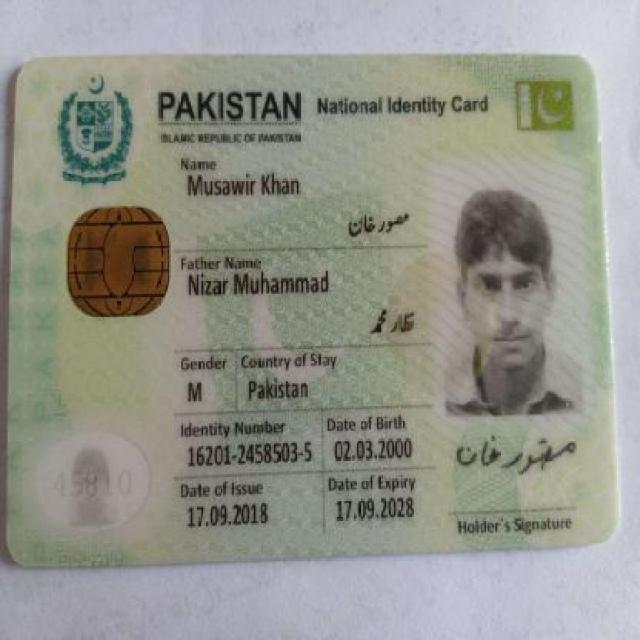 PAKISTAN National Identity Card
ISLAMIC REPUBLIC OF PAKISTAN
Name
Musawir Khan
مصور خان
Father Name
Nizar Muhammad
نظار محمد
Gender Country of Stay
M Pakistan
Identity Number Date of Birth
16201-2458503-5 02.03.2000
Date of Issue Date of Expiry
17.09.2018 17.09.2028
مصور خان
Holder's Signature